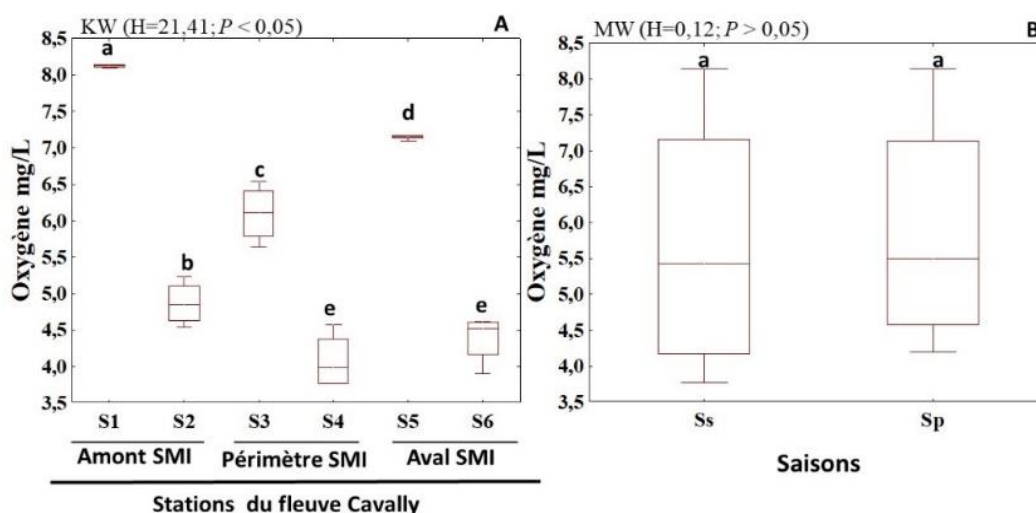 KW (H=21,41; P < 0,05)
A
8,5
8,0
7,5
7,0
6,5
6,0
5,5
5,0
4,5
4,0
3,5
Oxygène mg/L
a
b
c
e
d
e
S1 S2 S3 S4 S5 S6
Amont SMI Périmètre SMI Aval SMI
Stations du fleuve Cavally
MW (H=0,12; P > 0,05)
B
8,5
8,0
7,5
7,0
6,5
6,0
5,5
5,0
4,5
4,0
3,5
Oxygène mg/L
a
a
Ss Sp
Saisons